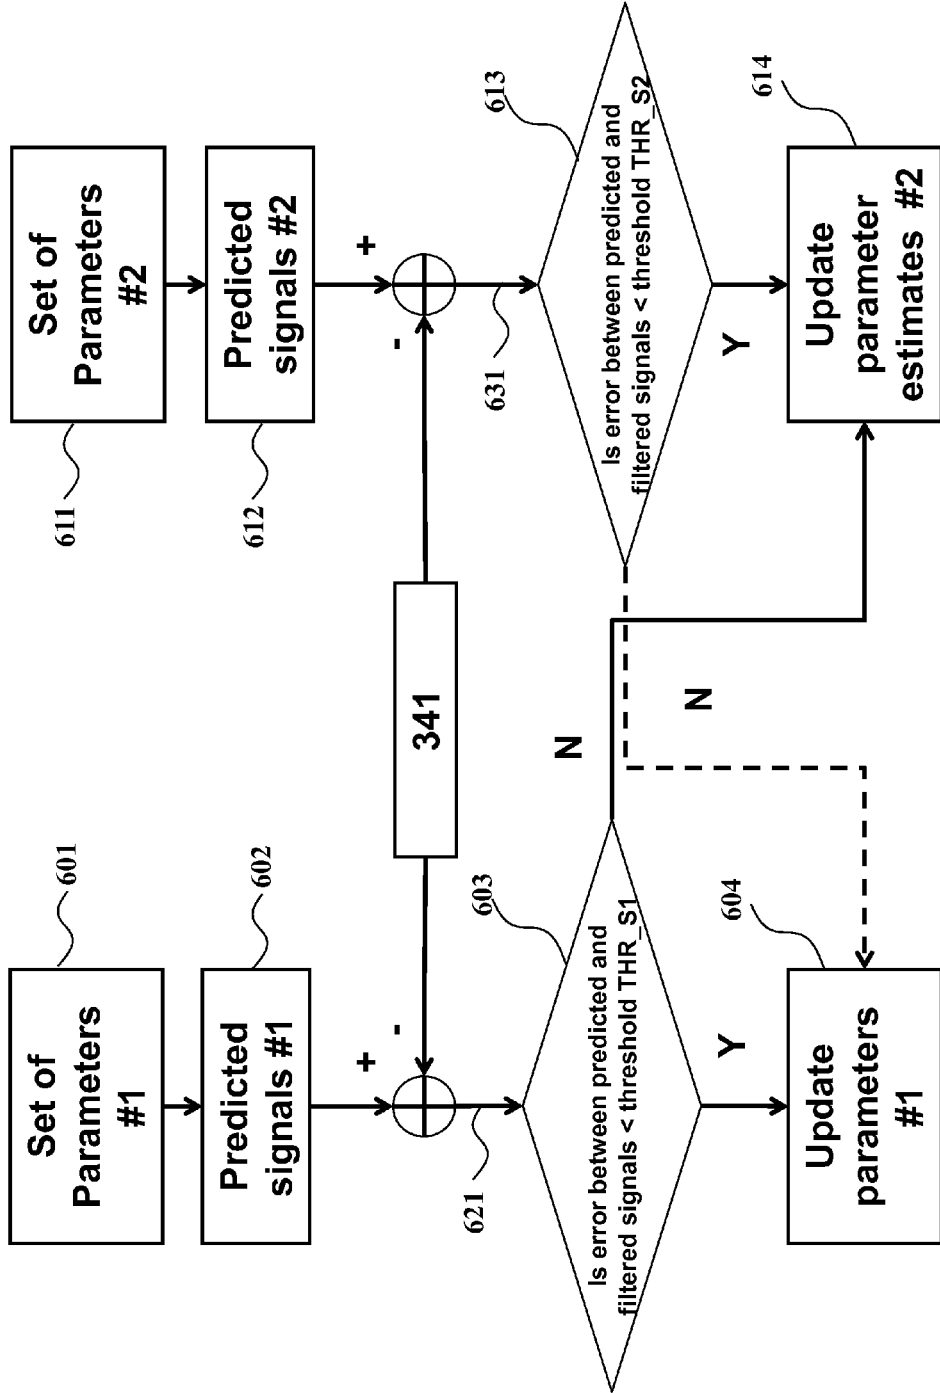 601
Set of
Parameters
#1
602
Predicted
signals #1
+
-
621
603
Is error between predicted and
filtered signals < threshold THR_S1
N
Y
604
Update
parameters
#1
341
611
Set of
Parameters
#2
612
Predicted
signals #2
+
-
631
613
Is error between predicted and
filtered signals < threshold THR_S2
N
Y
614
Update
parameter
estimates #2